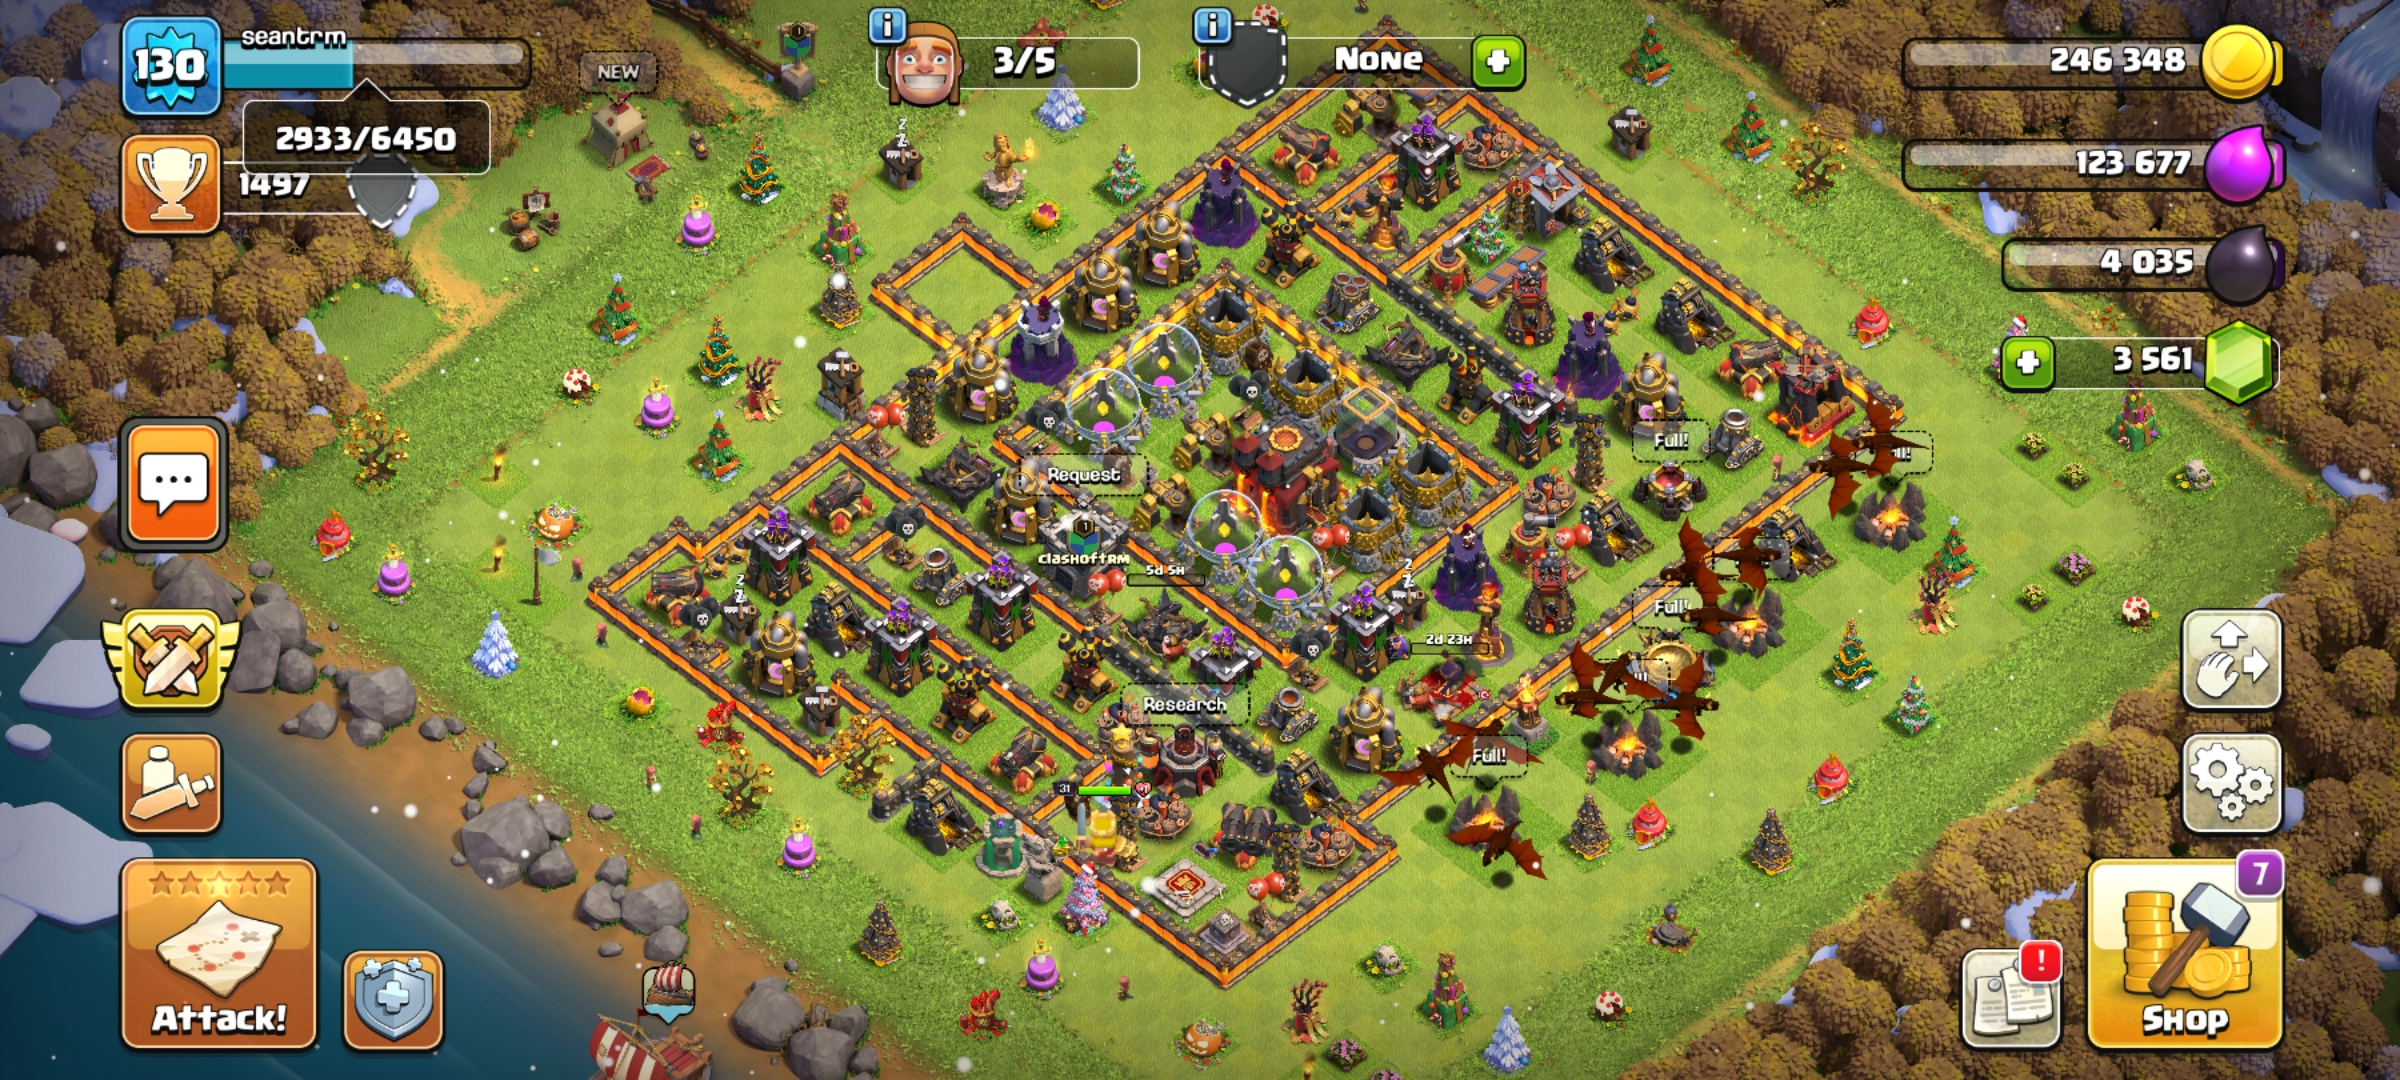 130
seantrm
2933/6450
1497
NEW
3/5
None
246 348
123 677
4 035
3 561
Full!
Request
clashoftrm
5d 5H
Full!
2d 23H
Research
Full!
31
Attack!
7
Shop